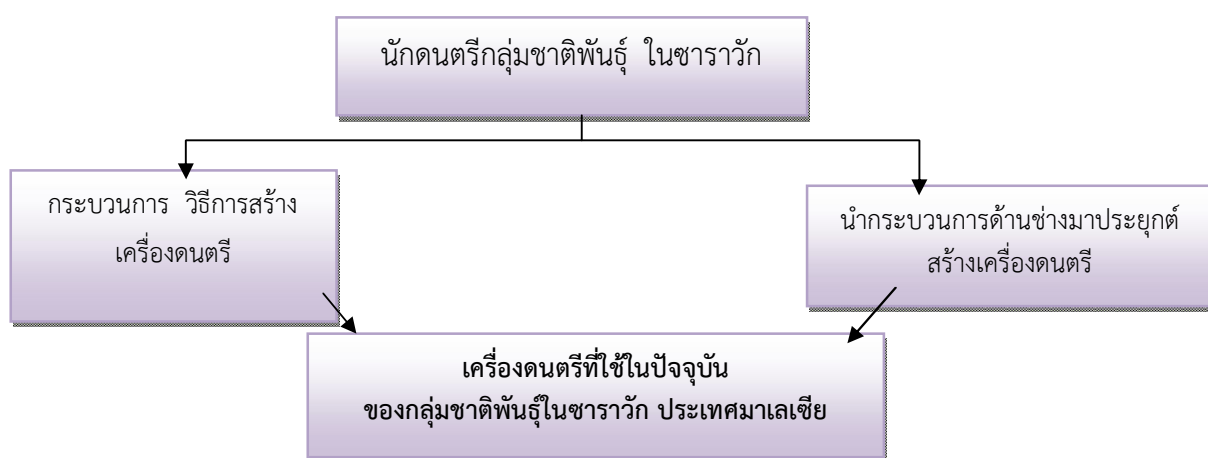 นักดนตรีกลุ่มชาติพันธุ์ ในซาราวัก
กระบวนการ วิธีการสร้าง
เครื่องดนตรี
นำกระบวนการด้านช่างมาประยุกต์
สร้างเครื่องดนตรี
เครื่องดนตรีที่ใช้ในปัจจุบัน
ของกลุ่มชาติพันธุ์ในซาราวัก ประเทศมาเลเซีย